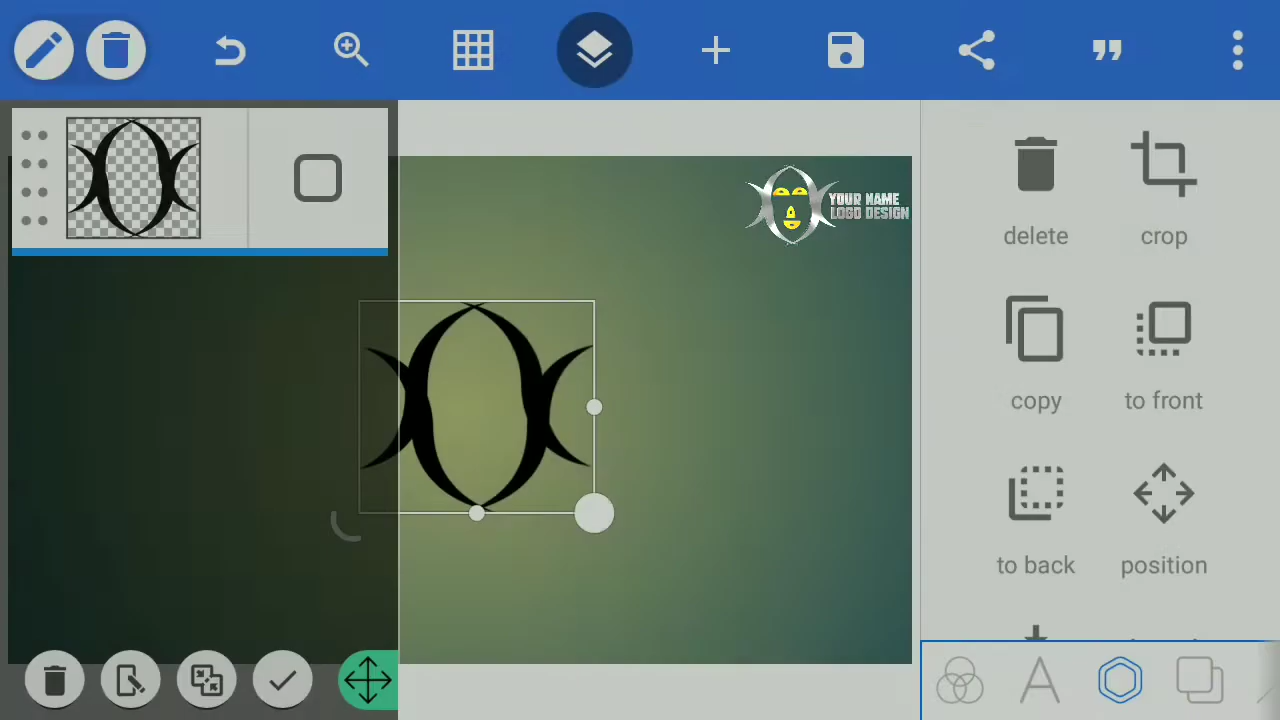 YOUR NAME
LOGO DESIGN
delete
crop
copy
to front
to back
position